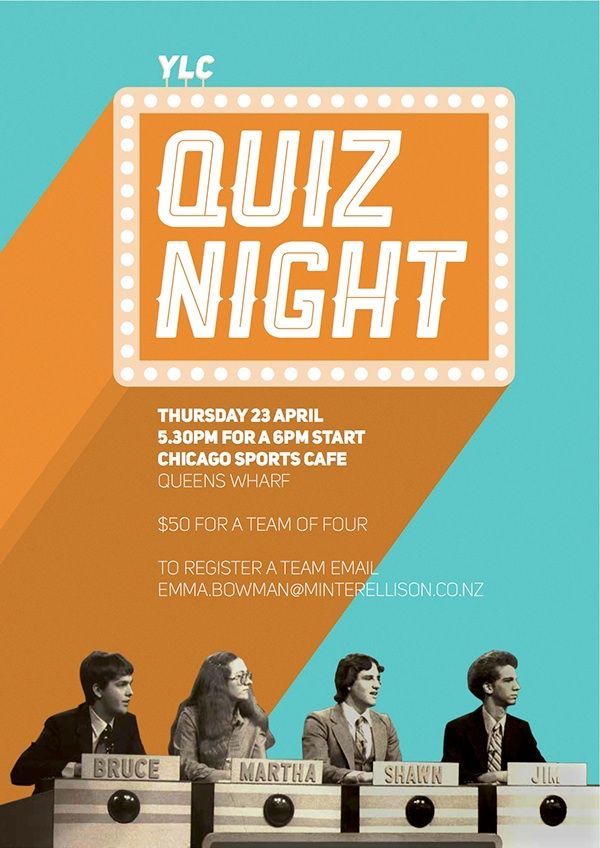 YLC
QUIZ
NIGHT
THURSDAY 23 APRIL
5.30PM FOR A 6PM START
CHICAGO SPORTS CAFE
QUEENS WHARF
$50 FOR A TEAM OF FOUR
TO REGISTER A TEAM EMAIL
EMMA.BOWMAN@MINTERELLISON.CO.NZ
BRUCE MARTHA SHAWN JIM